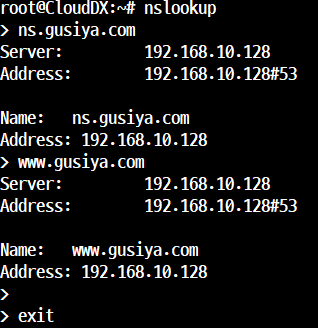 root@CloudDX:~# nslookup
> ns.gusiya.com
Server:         192.168.10.128
Address:        192.168.10.128#53

Name:   ns.gusiya.com
Address: 192.168.10.128
> www.gusiya.com
Server:         192.168.10.128
Address:        192.168.10.128#53

Name:   www.gusiya.com
Address: 192.168.10.128
>
> exit